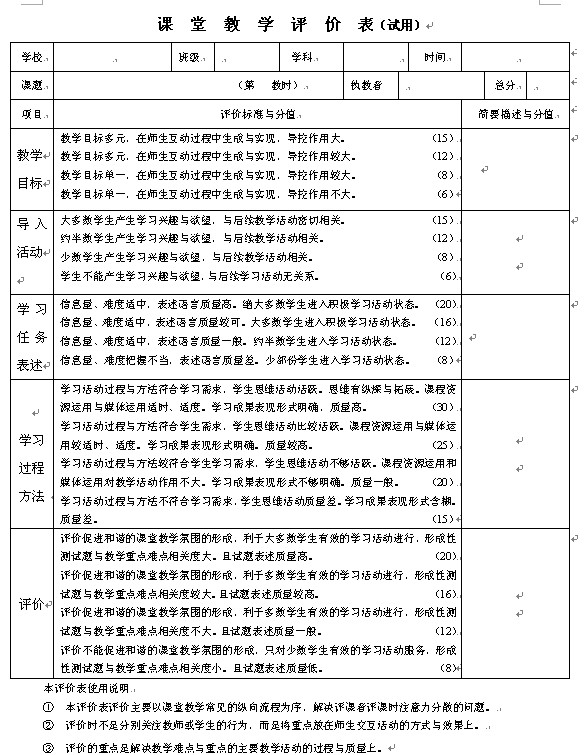 课 堂 教 学 评 价 表（试用）
学校 班级 学科 时间
课题 （第 教时） 执教者 总分
项目 评价标准与分值 简要描述与分值
教学
目标
教学目标多元，在师生互动过程中生成与实现，导控作用大。 （15）
教学目标多元，在师生互动过程中生成与实现，导控作用较大。 （12）
教学目标单一，在师生互动过程中生成与实现，导控作用较大。 （8）
教学目标单一，在师生互动过程中生成与实现，导控作用不大。 （6）
导 入
活动
大多数学生产生学习兴趣与欲望，与后续教学活动密切相关。 （15）
约半数学生产生学习兴趣与欲望，与后续教学活动相关。 （12）
少数学生产生学习兴趣与欲望，与后续教学活动相关。 （8）
学生不能产生学习兴趣与欲望，与后续学习活动无关系。 （6）
学 习
任 务
表述
信息量、难度适中，表述语言质量高。绝大多数学生进入积极学习活动状态。 （20）
信息量、难度适中，表述语言质量较可。大多数学生进入积极学习活动状态。 （16）
信息量、难度适中，表述语言质量一般。约半数学生进入学习活动状态。 （12）
信息量、难度把握不当，表述语言质量差。少部份学生进入学习活动状态。 （8）
学习
过程
方法
学习活动过程与方法符合学习需求，学生思维活动活跃。思维有纵深与拓展。课程资
源运用与媒体运用适时、适度。学习成果表现形式明确，质量高。 （30）
学习活动过程与方法符合学生需求，学生思维活动比较活跃。课程资源运用与媒体运
用较适时、适度。学习成果表现形式明确。质量较高。 （25）
学习活动过程与方法较符合学生学习需求，学生思维活动不够活跃。课程资源运用和
媒体运用对教学活动作用不大。学习成果表现形式不够明确。质量一般。 （20）
学习活动过程与方法不符合学习需求，学生思维活动质量差。学习成果表现形式含糊。
质量差。 （15）
评价
评价促进和谐的课堂教学氛围的形成，利于大多数学生有效的学习活动进行，形成性
测试题与教学重点难点相关度大。且试题表述质量高。 （20）
评价促进和谐的课堂教学氛围的形成，利于多数学生有效的学习活动进行，形成性测
试题与教学重点难点相关度较大。且试题表述质量较高。 （16）
评价促进和谐的课堂教学氛围的形成，利于多数学生有效的学习活动进行，形成性测
试题与教学重点难点相关度不大。且试题表述质量一般。 （12）
评价不能促进和谐的课堂教学氛围的形成，只对少数学生有效的学习活动服务，形成
性测试题与教学重点难点相关度小。且试题表述质量低。 （8）
本评价表使用说明
① 本评价表评价主要以课堂教学常见的纵向流程为序，解决评课者评课时注意力分散的问题。
② 评价时不是分别关注教师或学生的行为，而是将重点放在师生交互活动的方式与效果上。
③ 评价的重点是解决教学难点与重点的主要教学活动的过程与质量上。